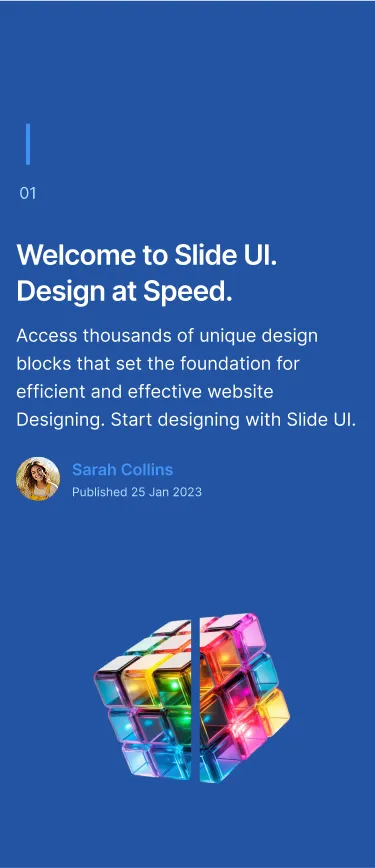 01
Welcome to Slide UI.
Design at Speed.
Access thousands of unique design
blocks that set the foundation for
efficient and effective website
Designing. Start designing with Slide UI.
Sarah Collins
Published 25 Jan 2023